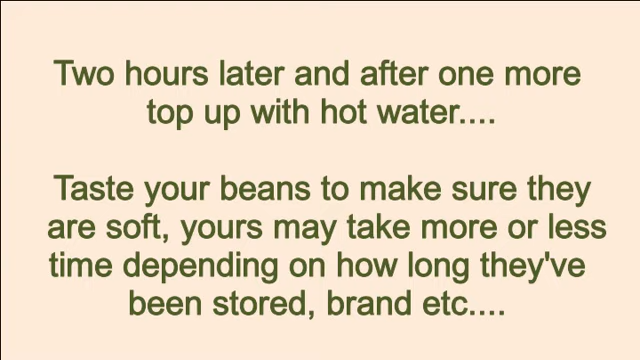 Two hours later and after one more
top up with hot water....
Taste your beans to make sure they
are soft, yours may take more or less
time depending on how long they've
been stored, brand etc....